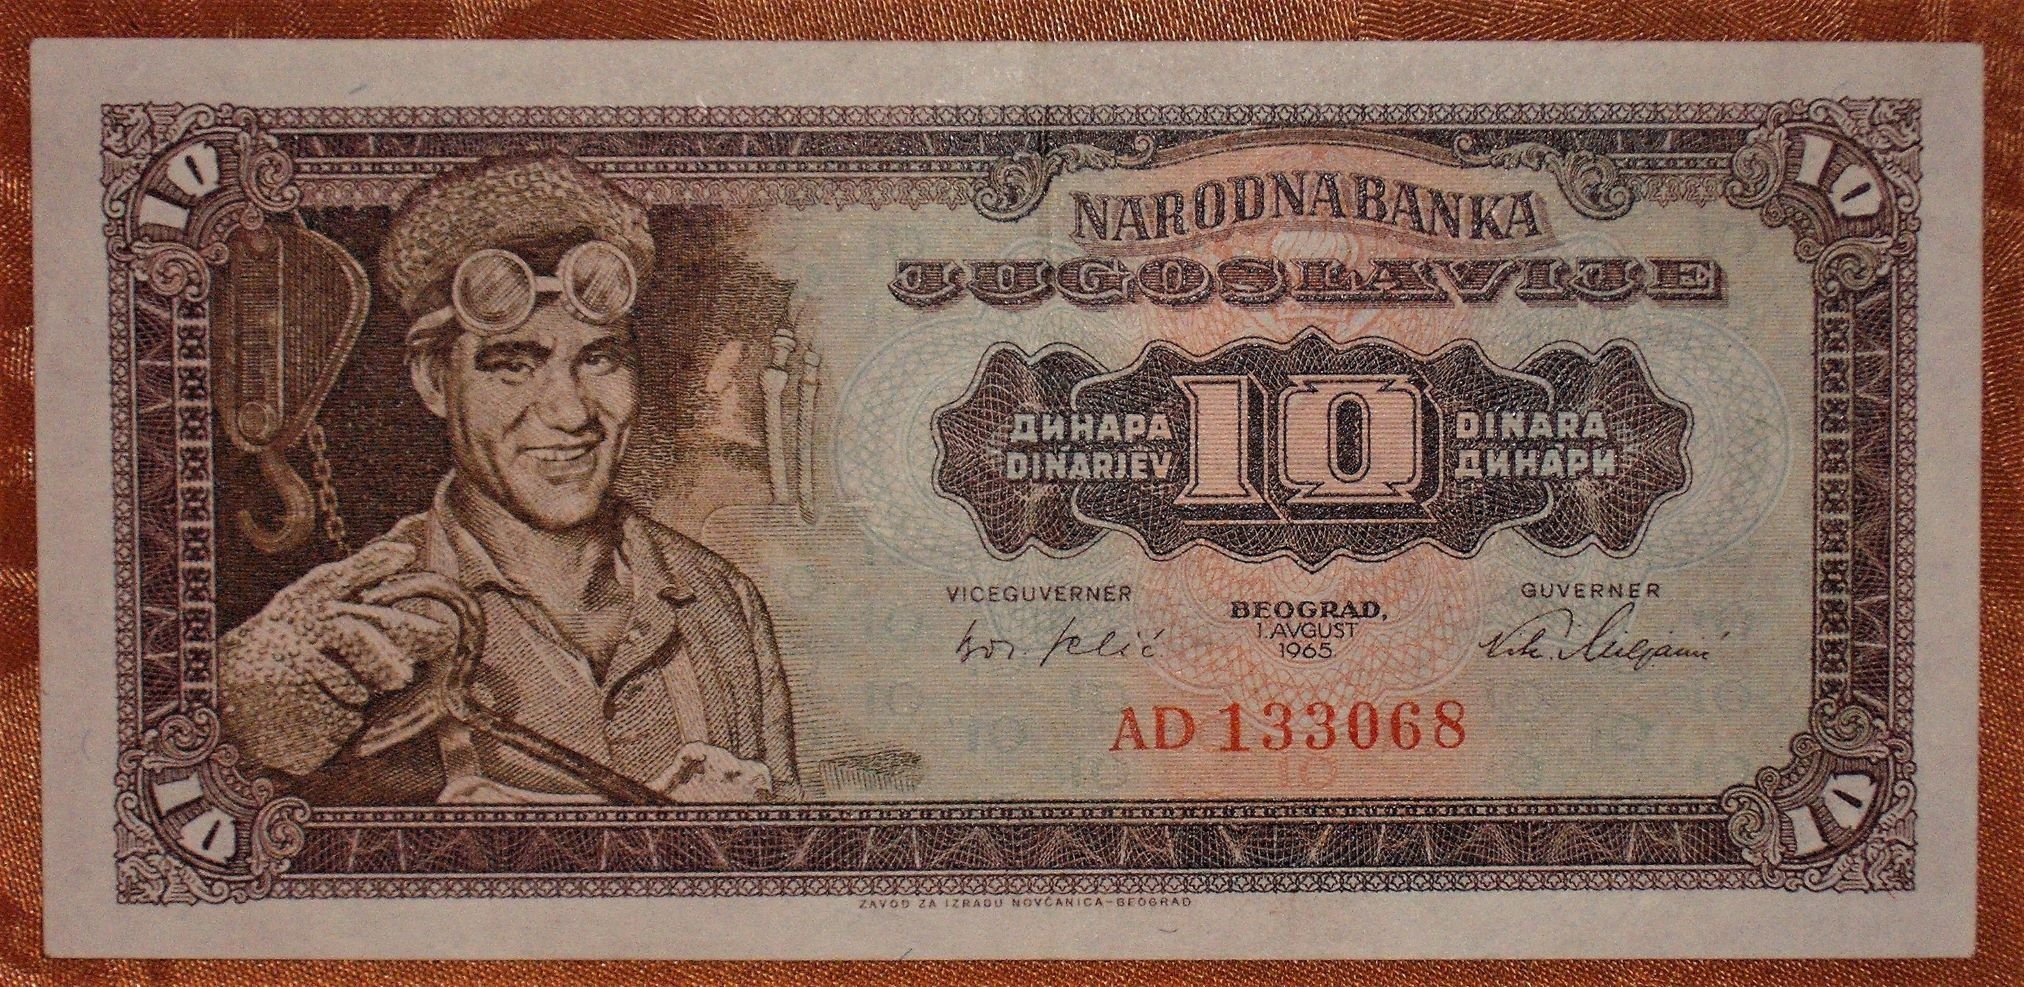 10
10
NARODNA BANKA
JUGOSLAVIJE
ДИНАРА 10 DINARA
DINARJEV ДИНАРИ
VICEGUVERNER
GUVERNER
BEOGRAD,
1. AVGUST
1965
AD 133068
10
10
ZAVOD ZA IZRADU NOVČANICA-BEOGRAD